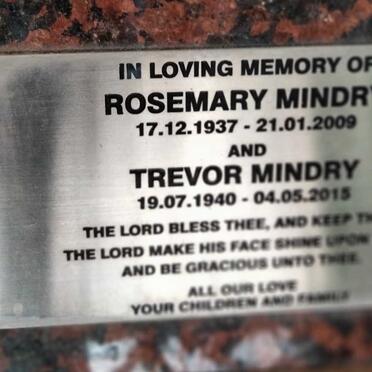 IN LOVING MEMORY OF
ROSEMARY MINDRY
17.12.1937 - 21.01.2009
AND
TREVOR MINDRY
19.07.1940 - 04.05.2015
THE LORD BLESS THEE, AND KEEP
THE LORD MAKE HIS FACE SHINE UPON
AND BE GRACIOUS UNTO THEE.
ALL OUR LOVE
YOUR CHILDREN AND FAMILY